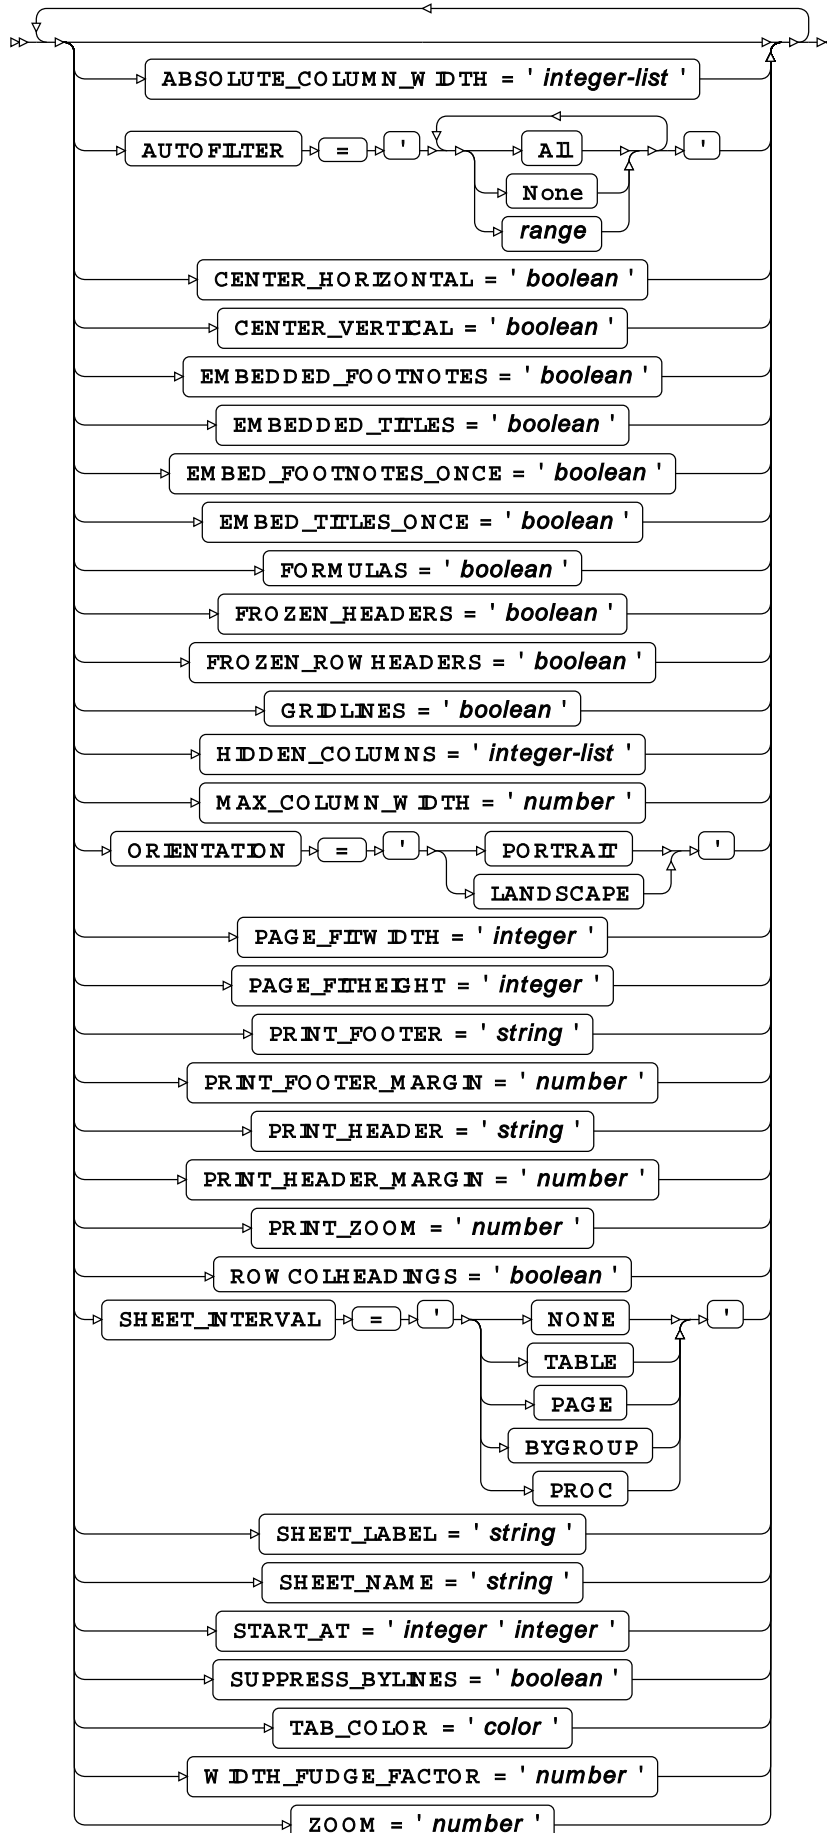 ABSOLUTE_COLUMN_WIDTH = ' integer-list '
AUTOFILTER = ' All '
None
range
CENTER_HORIZONTAL = ' boolean '
CENTER_VERTICAL = ' boolean '
EMBEDDED_FOOTNOTES = ' boolean '
EMBEDDED_TITLES = ' boolean '
EMBED_FOOTNOTES_ONCE = ' boolean '
EMBED_TITLES_ONCE = ' boolean '
FORMULAS = ' boolean '
FROZEN_HEADERS = ' boolean '
FROZEN_ROWHEADERS = ' boolean '
GRIDLINES = ' boolean '
HIDDEN_COLUMNS = ' integer-list '
MAX_COLUMN_WIDTH = ' number '
ORIENTATION = ' PORTRAIT '
LANDSCAPE
PAGE_FITWIDTH = ' integer '
PAGE_FITHEIGHT = ' integer '
PRINT_FOOTER = ' string '
PRINT_FOOTER_MARGIN = ' number '
PRINT_HEADER = ' string '
PRINT_HEADER_MARGIN = ' number '
PRINT_ZOOM = ' number '
ROWCOLHEADINGS = ' boolean '
SHEET_INTERVAL = ' NONE '
TABLE
PAGE
BYGROUP
PROC
SHEET_LABEL = ' string '
SHEET_NAME = ' string '
START_AT = ' integer ' integer '
SUPPRESS_BYLINES = ' boolean '
TAB_COLOR = ' color '
WIDTH_FUDGE_FACTOR = ' number '
ZOOM = ' number '